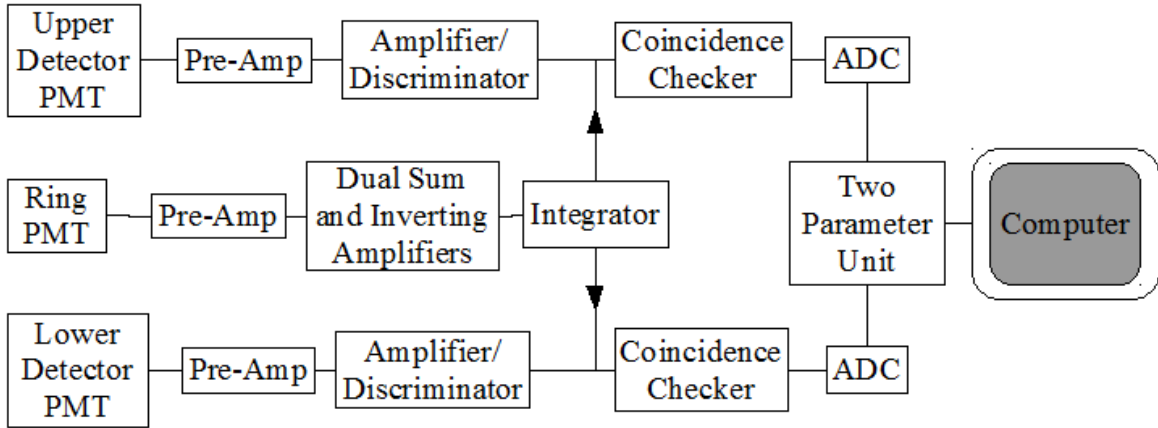 Upper
Detector
PMT
Pre-Amp
Amplifier/
Discriminator
Coincidence
Checker
ADC
Ring
PMT
Pre-Amp
Dual Sum
and Inverting
Amplifiers
Integrator
Two
Parameter
Unit
Computer
Lower
Detector
PMT
Pre-Amp
Amplifier/
Discriminator
Coincidence
Checker
ADC